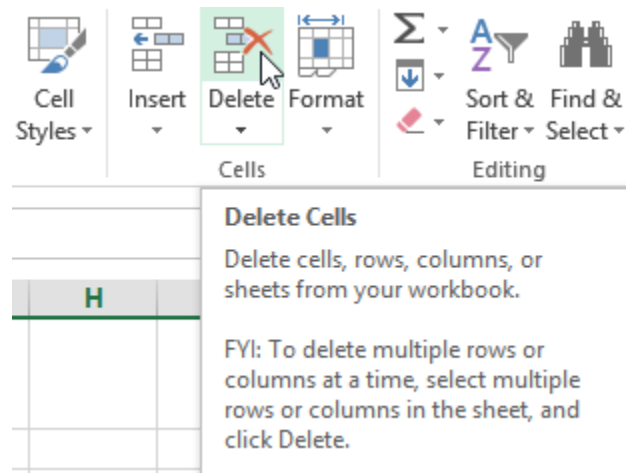 Cell Styles
Insert
Delete
Format
Sort & Filter
Find & Select
Cells
Editing
H
Delete Cells
Delete cells, rows, columns, or
sheets from your workbook.
FYI: To delete multiple rows or
columns at a time, select multiple
rows or columns in the sheet, and
click Delete.